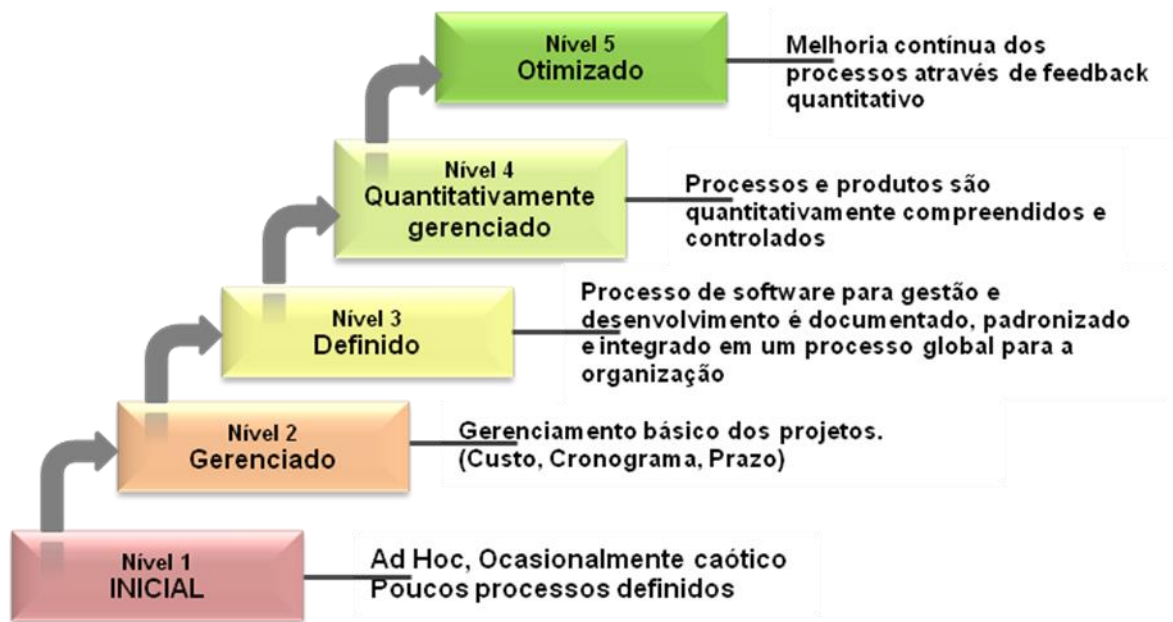 Nível 5
Otimizado
Melhoria contínua dos
processos através de feedback
quantitativo
Nível 4
Quantitativamente
gerenciado
Processos e produtos são
quantitativamente compreendidos e
controlados
Nível 3
Definido
Processo de software para gestão e
desenvolvimento é documentado, padronizado
e integrado em um processo global para a
organização
Nível 2
Gerenciado
Gerenciamento básico dos projetos.
(Custo, Cronograma, Prazo)
Nível 1
INICIAL
Ad Hoc, Ocasionalmente caótico
Poucos processos definidos